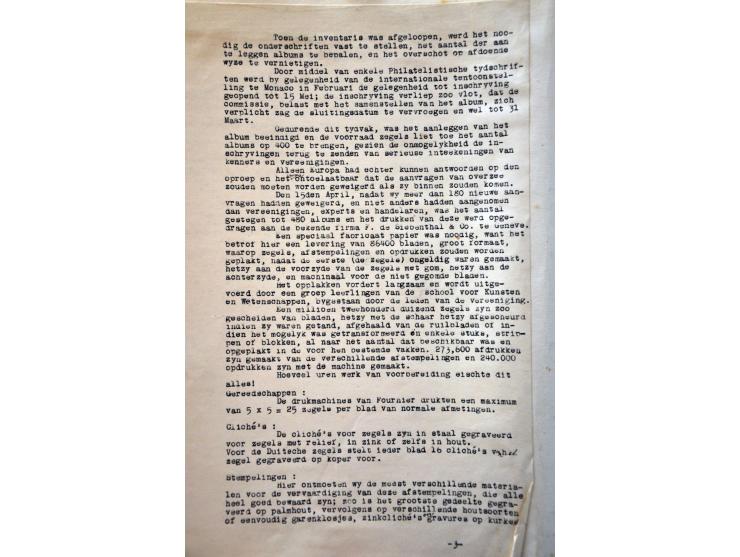 Toen de inventaris was afgeloopen, werd het noo-
dig de onderschriften vast te stellen, het aantal der aan
te leggen albums te bepalen, en het overschot op afdoende
wyze te vernietigen.
Door middel van enkele Philatelistische tydschrif-
ten werd by gelegenheid van de internationale tentoonstel-
ling te Monaco in Februari de gelegenheid tot inschryving
geopend tot 15 Mei; de inschryving verliep zoo vlot, dat de
commissie, belast met het samenstellen van het album, zich
verplicht zag de sluitingsdatum te vervroegen en wel tot 31
Maart.
Gedurende dit tydvak, was het aanleggen van het
album beeindigd en de voorraad zegels liet toe het aantal
albums op 400 te brengen, gezien de onmogelykheid de in-
schryvingen terug te zenden van serieuse inteekeningen van
kenners en vereenigingen.
Alleen Europa had echter kunnen antwoorden op den
oproep en het ontoelaatbaar dat de aanvragen van overzee
zouden moeten worden geweigerd als zy binnen zouden komen.
Den 15den April, nadat wy meer dan 180 nieuwe aan-
vragen hadden geweigerd, en niet anders hadden aangenomen
dan vereenigingen, experts en handelaren, was het aantal
gestegen tot 480 albums en het drukken van deze werd opge-
dragen aan de bekende firma F. de Siebenthal & Co. te Geneve.
Een speciaal fabricaat papier was noodig, want het
betrof hier een levering van 86400 bladen, groot formaat,
waarop zegels, afstempelingen en opdrukken zouden worden
geplakt, nadat de eerste (de zegels) ongeldig waren gemaakt,
hetzy aan de voorzyde van de zegels met gom, hetzy aan de
achterzyde, en machinaal voor de niet gegomde bladen.
Het opplakken vordert langzaam en wordt uitge-
voerd door een groep leerlingen van de school voor Kunsten
en Wetenschappen, bygestaan door de leden van de vereeniging.
Een millioen tweehonderd duizend zegels zyn zoo
gescheiden van bladen, hetzy met de schaar hetzy afgescheurd
indien zy waren getand, afgehaald van de ruilbladen of in-
dien het mogelyk was getransformeerd en enkele stuks, strip-
pen of blokken, al naar het aantal dat beschikbaar was en
opgeplakt in de voor hen bestemde vakken. 273,600 afdrukken
zyn gemaakt van de verschillende afstempelingen en 240.000
opdrukken zyn met de machine gemaakt.
Hoeveel uren werk van voorbereiding eischte dit
alles!
Gereedschappen :
De drukmachines van Fournier drukten een maximum
van 5 x 5 = 25 zegels per blad van normale afmetingen.
Cliché's :
De cliché's voor zegels zyn in staal gegraveerd
voor zegels met relief, in zink of zelfs in hout.
Voor de Duitsche zegels stelt ieder blad 16 cliché's
zegel gegraveerd op koper voor.
Stempelingen :
Hier ontmoeten wy de meest verschillende materia-
len voor de vervaardiging van deze afstempelingen, die alle
heel goed bewaard zyn; zoo is het grootste gedeelte gegra-
veerd op palmhout, vervolgens op verschillende houtsoorten
of eenvoudig garenklosjes, zinkcliché's gravures op kurken
-3-